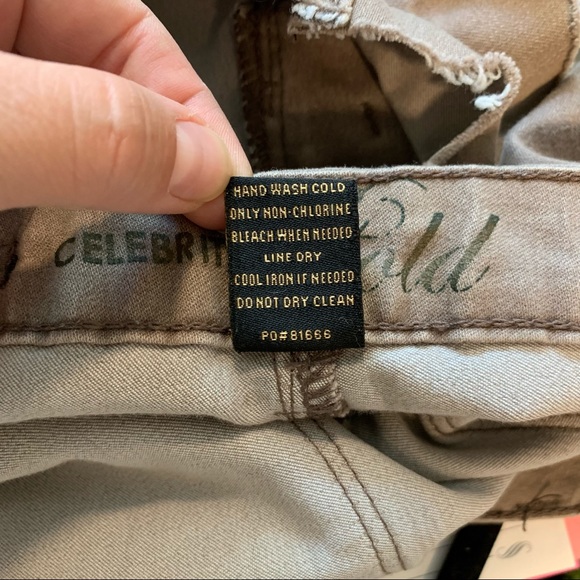 HAND WASH COLD
ONLY NON-CHLORINE
BLEACH WHEN NEEDED
LINE DRY
COOL IRON IF NEEDED
DO NOT DRY CLEAN
PO#81666